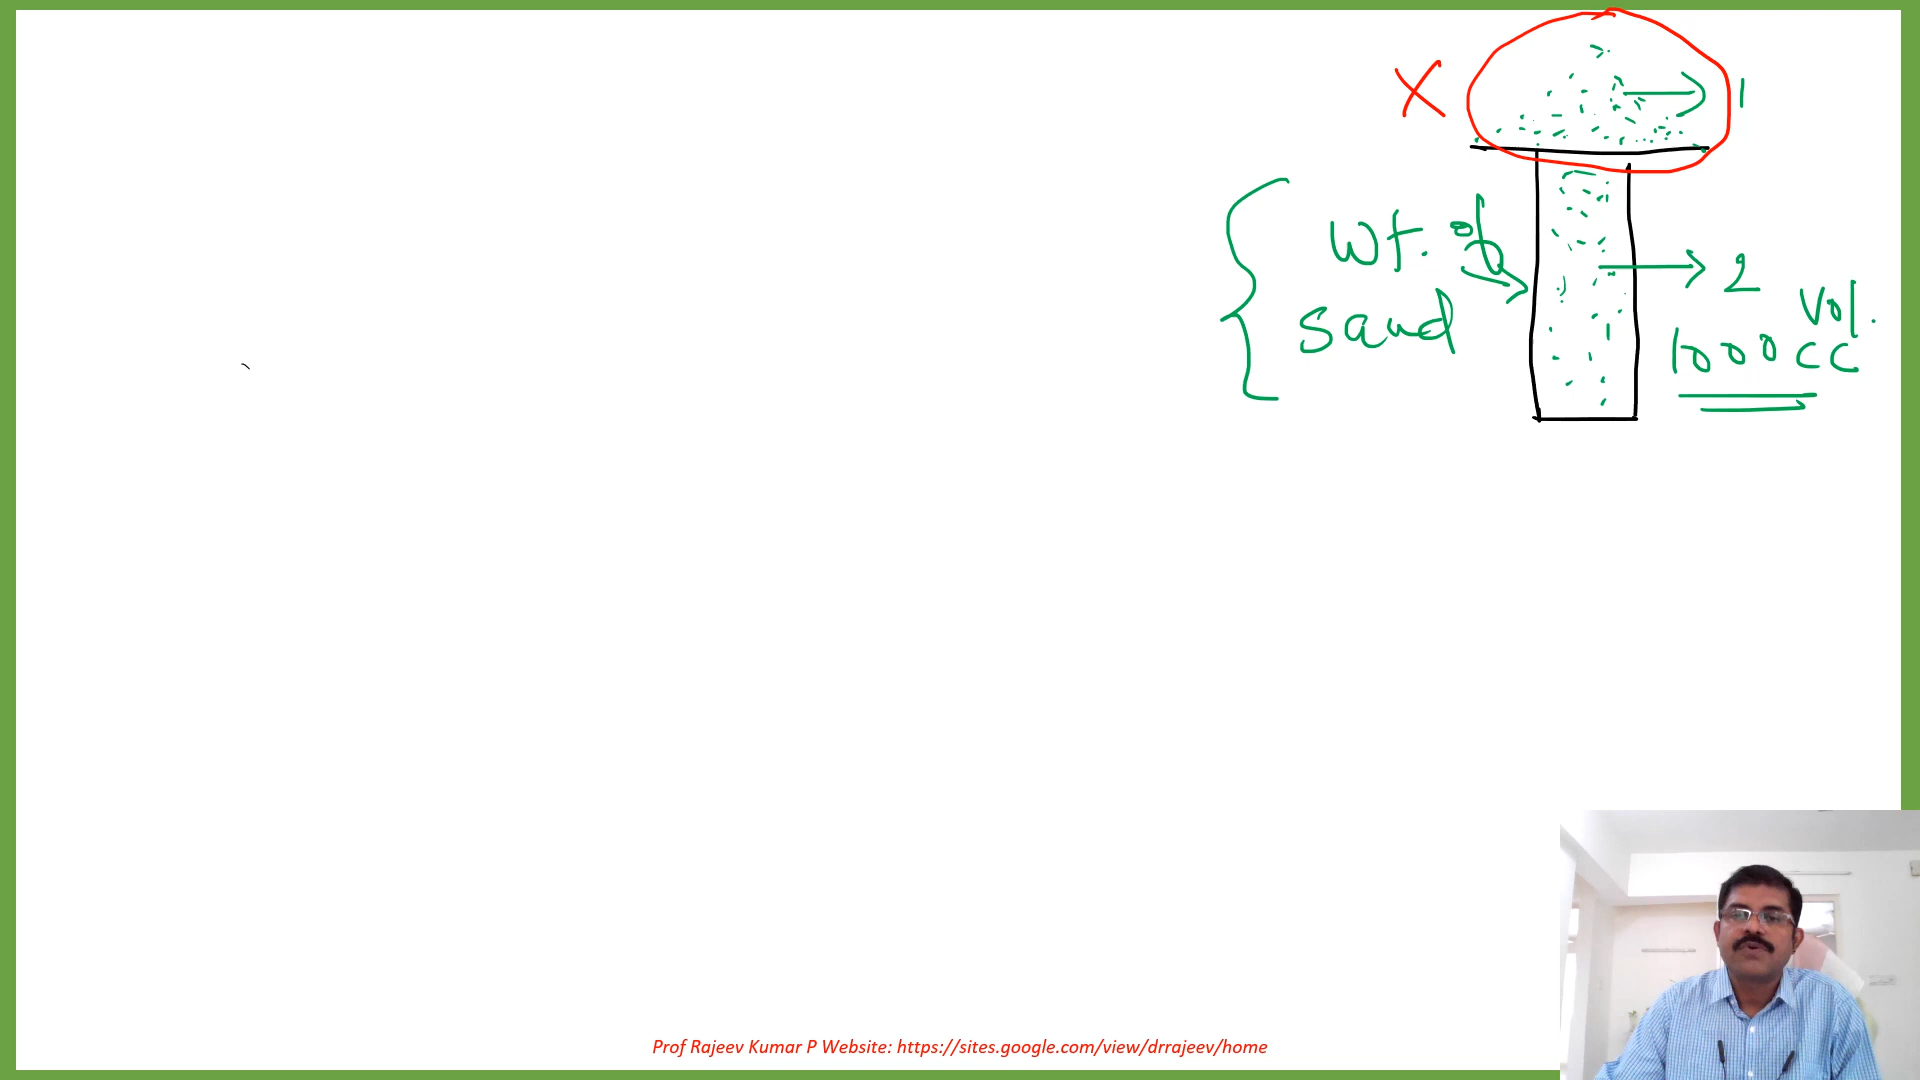 X
1
wt. of
sand
2
Vol.
1000 CC
Prof Rajeev Kumar P Website: https://sites.google.com/view/drrajeev/home